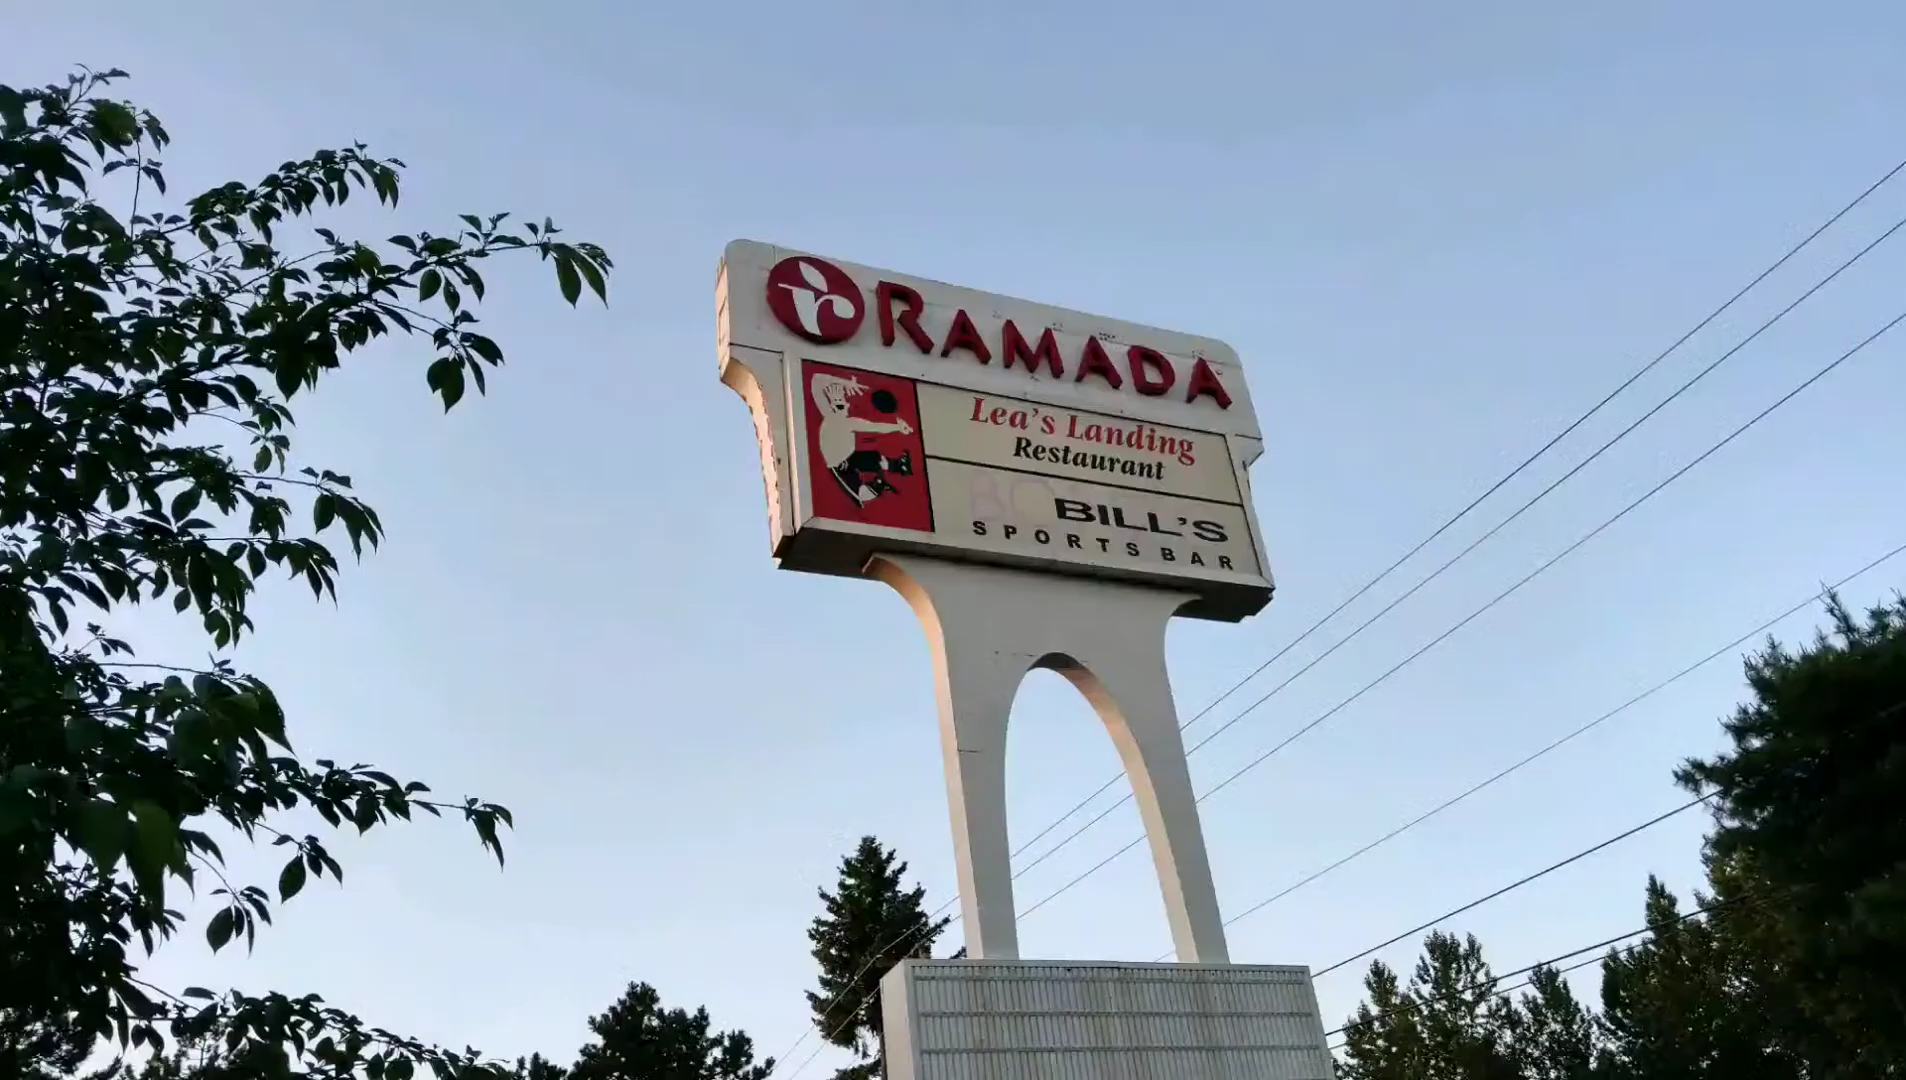 RAMADA
Lea's Landing
Restaurant
BILL'S
SPORTS BAR